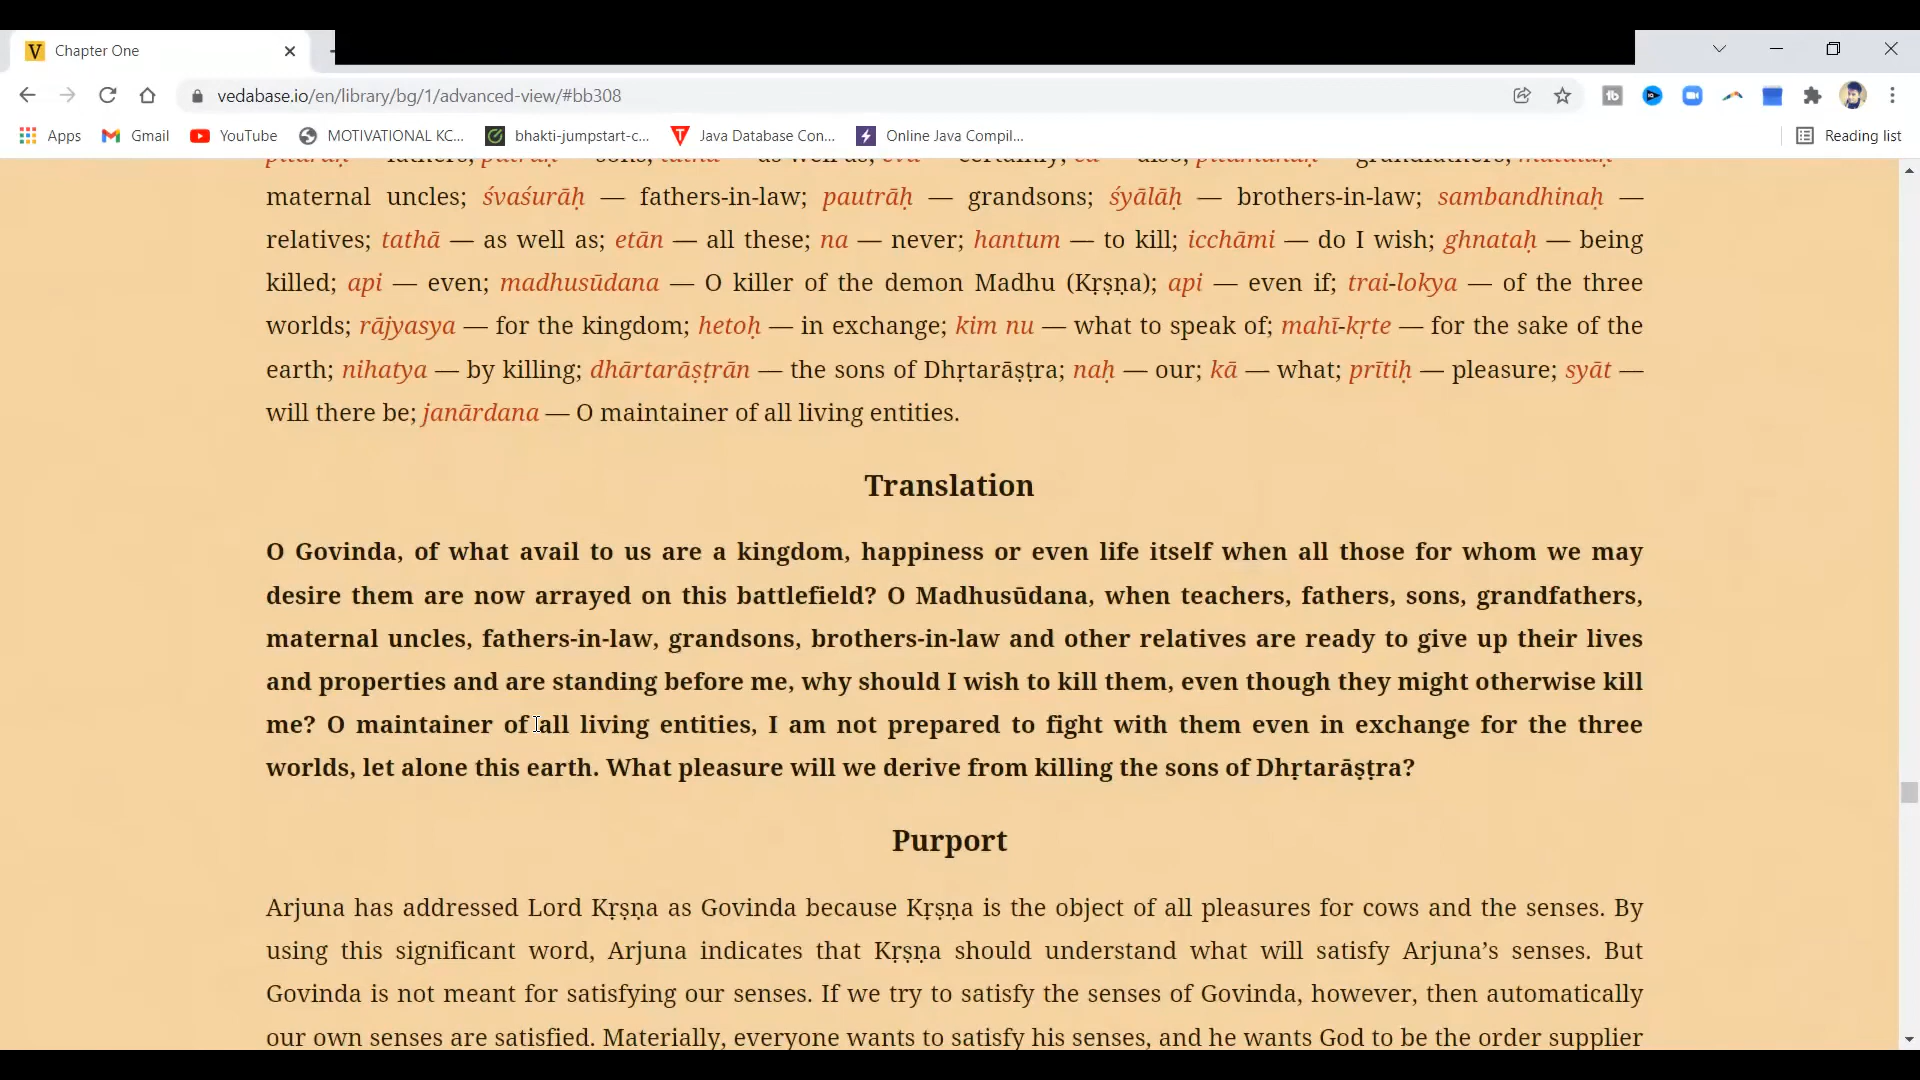 V Chapter One
vedabase.io/en/library/bg/1/advanced-view/#bb308
Apps Gmail YouTube MOTIVATIONAL KC... bhakti-jumpstart-c... Java Database Con... Online Java Compil... Reading list
maternal uncles; śvaśurāḥ — fathers-in-law; pautrāḥ — grandsons; śyālāḥ — brothers-in-law; sambandhinaḥ —
relatives; tathā — as well as; etān — all these; na — never; hantum — to kill; icchāmi — do I wish; ghnataḥ — being
killed; api — even; madhusūdana — O killer of the demon Madhu (Kṛṣṇa); api — even if; trai-lokya — of the three
worlds; rājyasya — for the kingdom; hetoḥ — in exchange; kim nu — what to speak of; mahī-kṛte — for the sake of the
earth; nihatya — by killing; dhārtarāṣṭrān — the sons of Dhṛtarāṣṭra; naḥ — our; kā — what; prītiḥ — pleasure; syāt —
will there be; janārdana — O maintainer of all living entities.
Translation
O Govinda, of what avail to us are a kingdom, happiness or even life itself when all those for whom we may
desire them are now arrayed on this battlefield? O Madhusūdana, when teachers, fathers, sons, grandfathers,
maternal uncles, fathers-in-law, grandsons, brothers-in-law and other relatives are ready to give up their lives
and properties and are standing before me, why should I wish to kill them, even though they might otherwise kill
me? O maintainer of all living entities, I am not prepared to fight with them even in exchange for the three
worlds, let alone this earth. What pleasure will we derive from killing the sons of Dhṛtarāṣṭra?
Purport
Arjuna has addressed Lord Kṛṣṇa as Govinda because Kṛṣṇa is the object of all pleasures for cows and the senses. By
using this significant word, Arjuna indicates that Kṛṣṇa should understand what will satisfy Arjuna’s senses. But
Govinda is not meant for satisfying our senses. If we try to satisfy the senses of Govinda, however, then automatically
our own senses are satisfied. Materially, everyone wants to satisfy his senses, and he wants God to be the order supplier